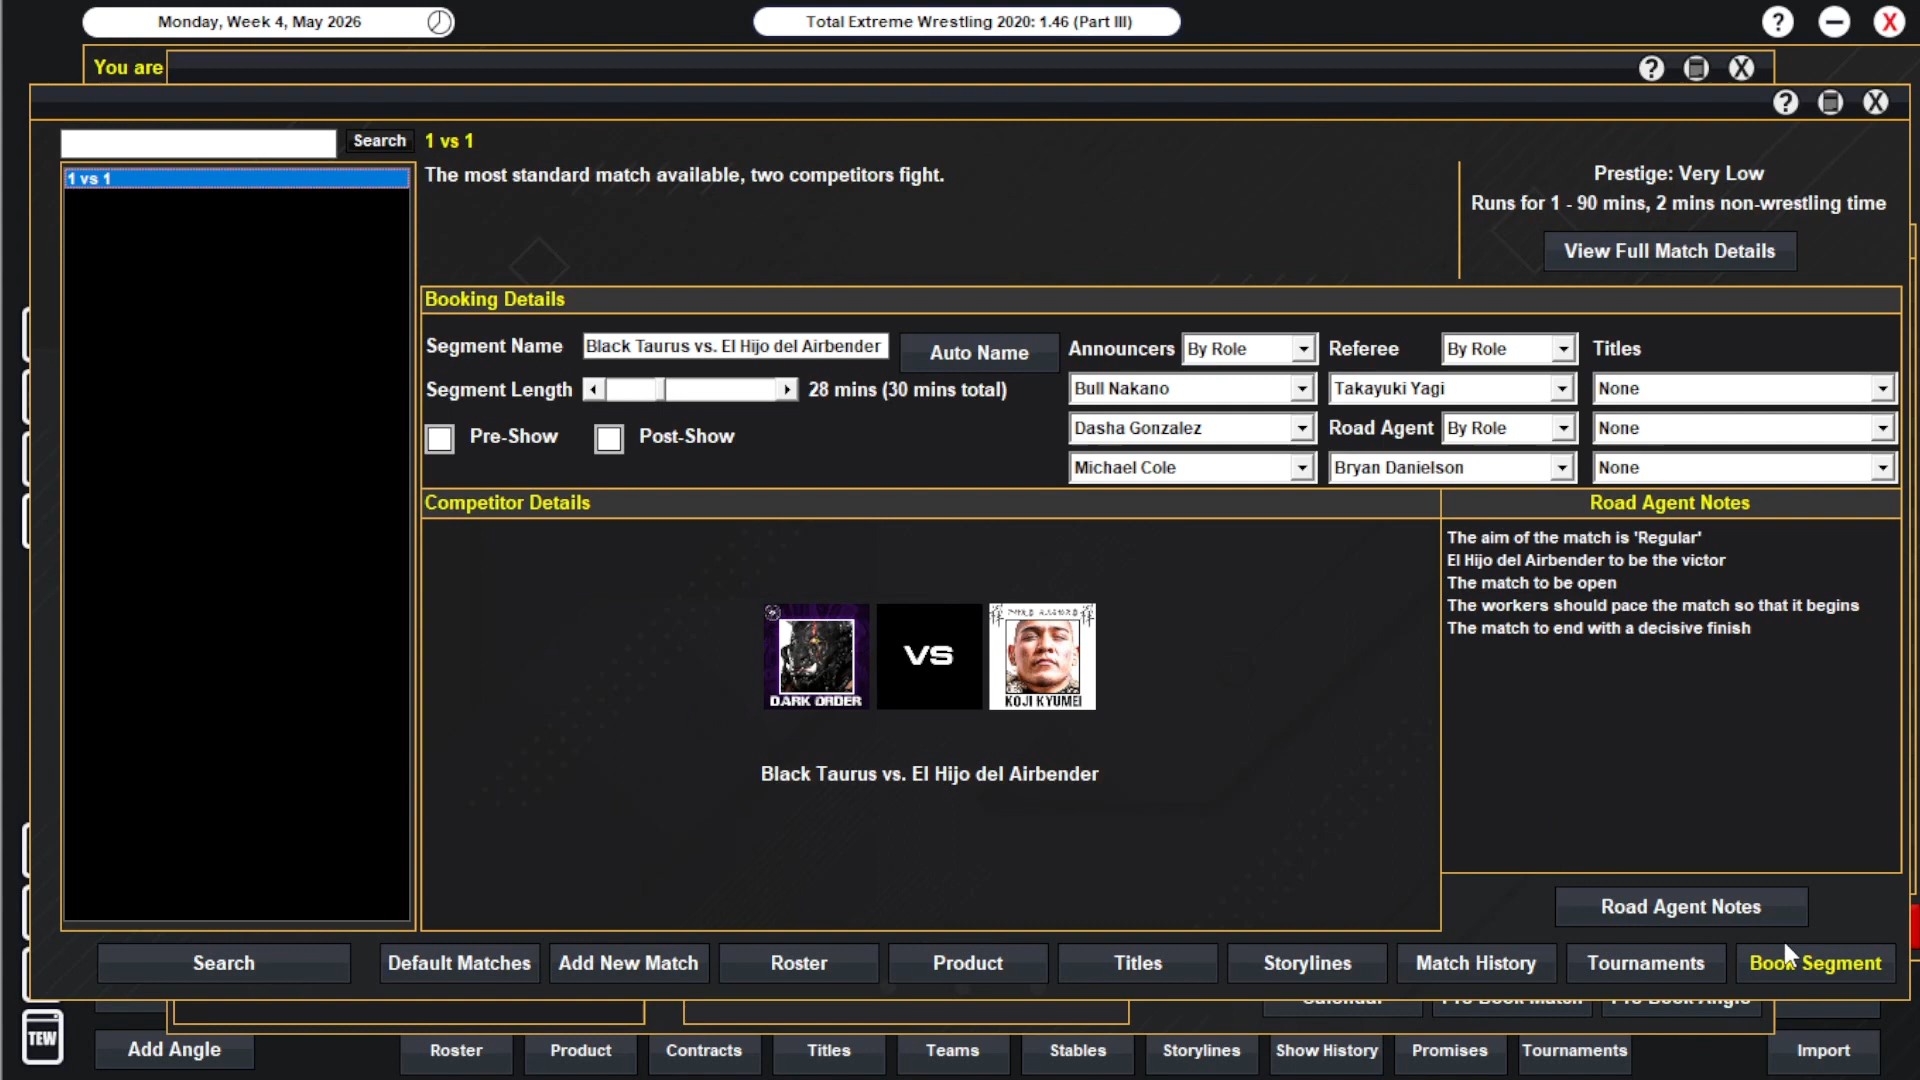 Monday, Week 4, May 2026
Total Extreme Wrestling 2020: 1.46 (Part III)
?
X
You are
?
X
?
X
Search
1 vs 1
1 vs 1
The most standard match available, two competitors fight.
Prestige: Very Low
Runs for 1 - 90 mins, 2 mins non-wrestling time
View Full Match Details
Booking Details
Segment Name
Black Taurus vs. El Hijo del Airbender
Auto Name
Announcers
By Role
Referee
By Role
Titles
Segment Length
28 mins (30 mins total)
Bull Nakano
Takayuki Yagi
None
Pre-Show
Post-Show
Dasha Gonzalez
Road Agent
By Role
None
Michael Cole
Bryan Danielson
None
Competitor Details
Road Agent Notes
The aim of the match is 'Regular'
El Hijo del Airbender to be the victor
The match to be open
The workers should pace the match so that it begins
The match to end with a decisive finish
DARK ORDER
VS
KOJI KYUMEI
Black Taurus vs. El Hijo del Airbender
Road Agent Notes
Search
Default Matches
Add New Match
Roster
Product
Titles
Storylines
Match History
Tournaments
Book Segment
Calendar
Pre Book Match
Pre Book Angle
TEW
Add Angle
Roster
Product
Contracts
Titles
Teams
Stables
Storylines
Show History
Promises
Tournaments
Import